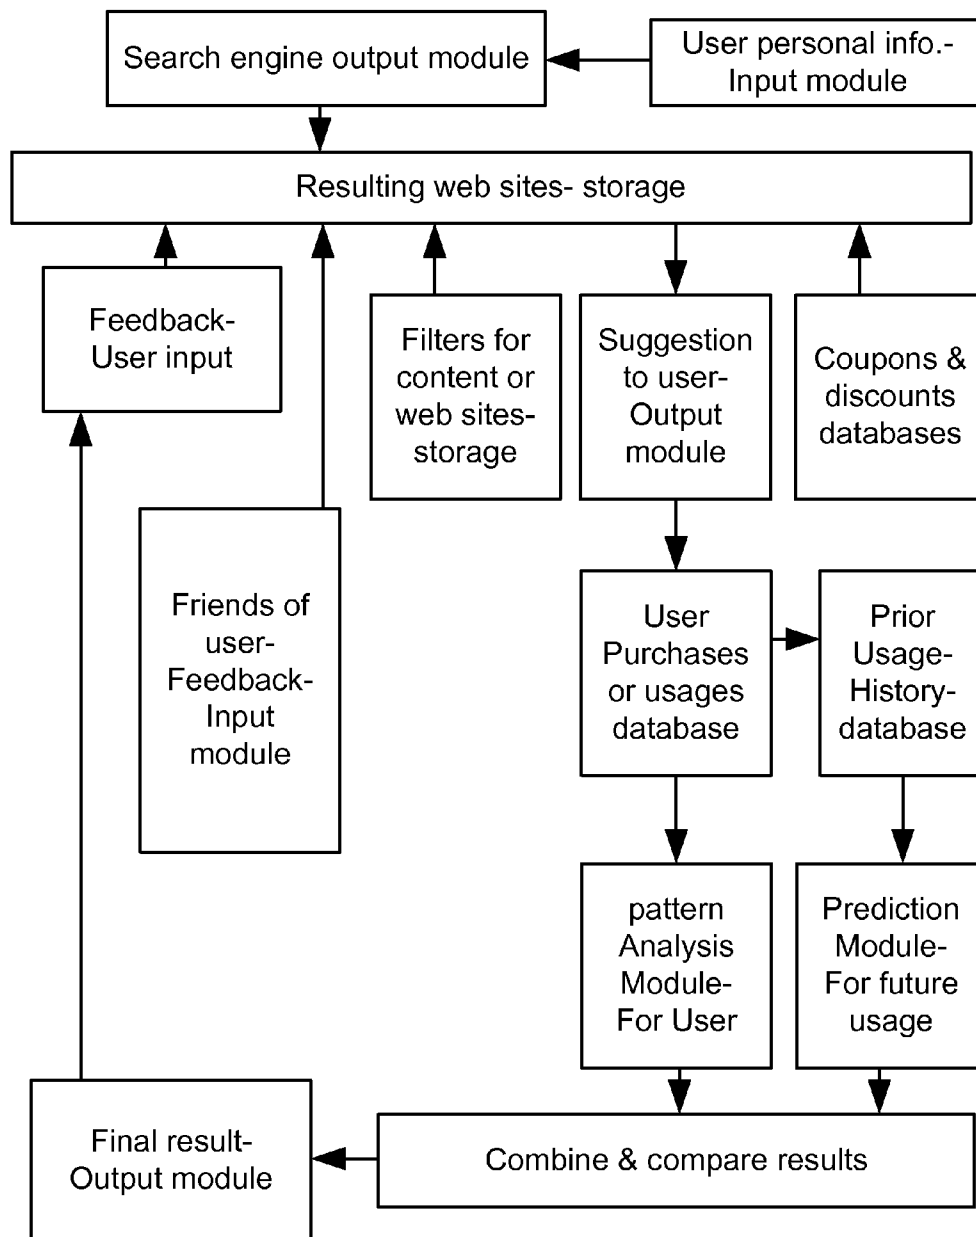 Search engine output module
User personal info.-
Input module
Resulting web sites- storage
Feedback-
User input
Filters for
content or
web sites-
storage
Suggestion
to user-
Output
module
Coupons &
discounts
databases
Friends of
user-
Feedback-
Input
module
User
Purchases
or usages
database
Prior
Usage-
History-
database
pattern
Analysis
Module-
For User
Prediction
Module-
For future
usage
Final result-
Output module
Combine & compare results